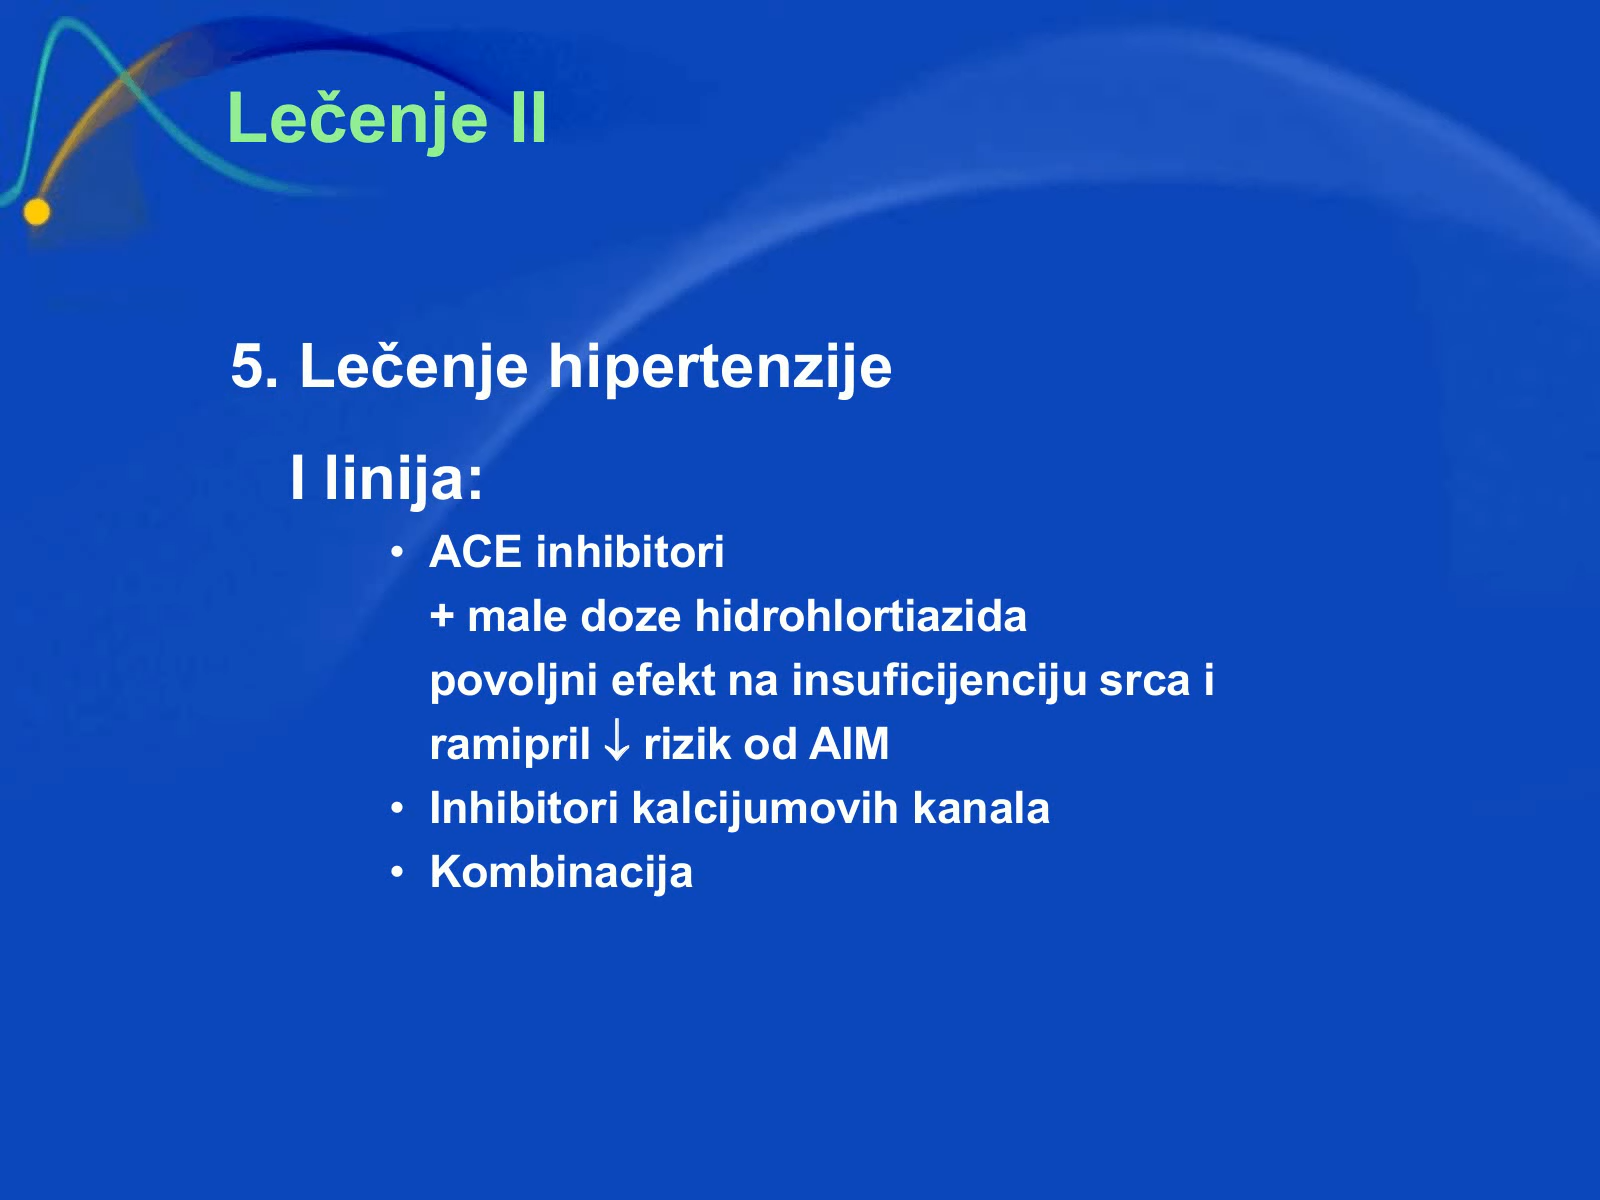 Lečenje II
5. Lečenje hipertenzije
I linija:
• ACE inhibitori
+ male doze hidrohlortiazida
povoljni efekt na insuficijenciju srca i
ramipril ↓ rizik od AIM
• Inhibitori kalcijumovih kanala
• Kombinacija